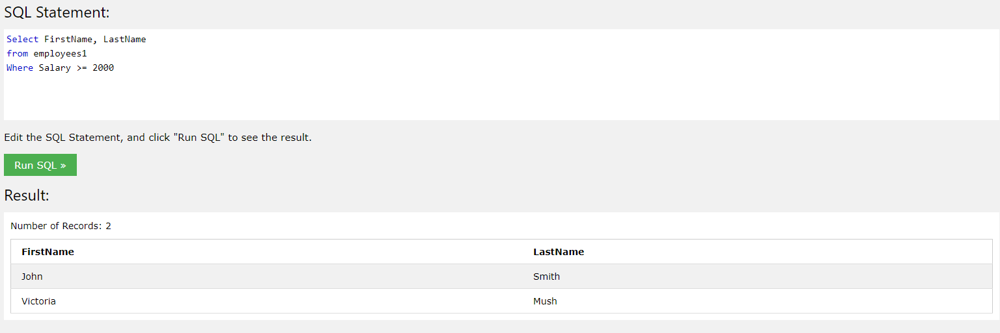 SQL Statement:
Select FirstName, LastName
from employees1
Where Salary >= 2000
Edit the SQL Statement, and click "Run SQL" to see the result.
Run SQL »
Result:
Number of Records: 2
FirstName LastName
John Smith
Victoria Mush